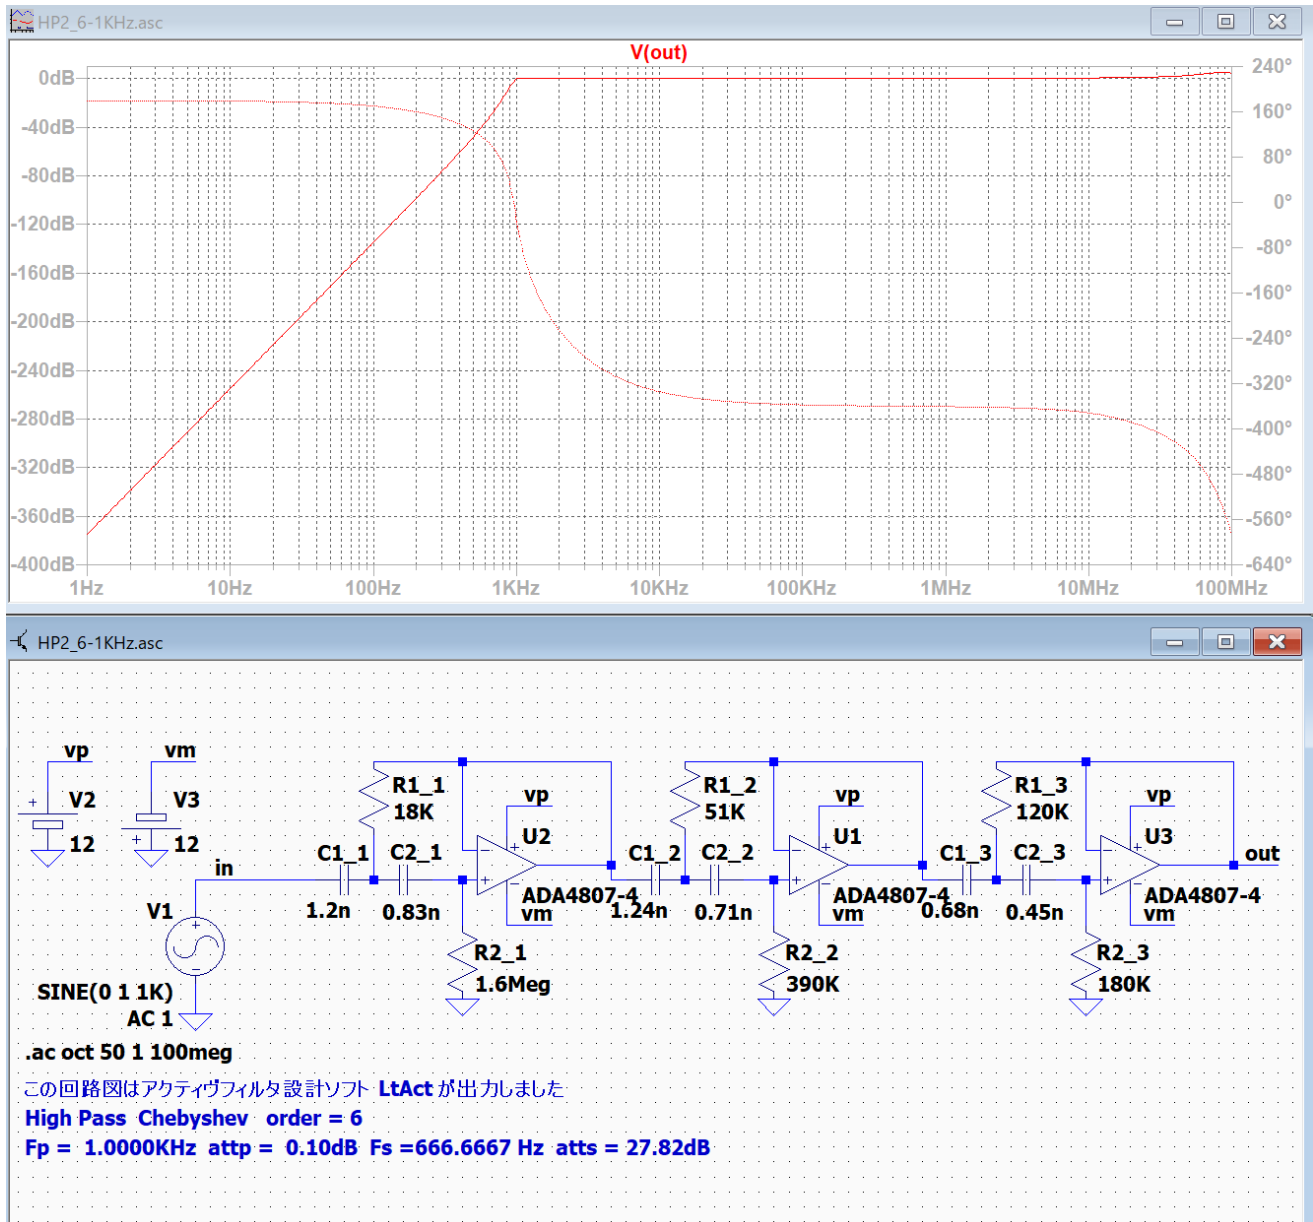 HP2_6-1KHz.asc
V(out)
0dB
-40dB
-80dB
-120dB
-160dB
-200dB
-240dB
-280dB
-320dB
-360dB
-400dB
240°
160°
80°
0°
-80°
-160°
-240°
-320°
-400°
-480°
-560°
-640°
1Hz 10Hz 100Hz 1KHz 10KHz 100KHz 1MHz 10MHz 100MHz
HP2_6-1KHz.asc
vp
V2
12
vm
V3
12
in
V1
SINE(0 1 1K)
AC 1
.ac oct 50 1 100meg
R1_1
18K
C1_1
1.2n
C2_1
0.83n
vp
U2
ADA4807-4
vm
R2_1
1.6Meg
R1_2
51K
C1_2
1.24n
C2_2
0.71n
vp
U1
ADA4807-4
vm
R2_2
390K
R1_3
120K
C1_3
0.68n
C2_3
0.45n
vp
U3
ADA4807-4
vm
R2_3
180K
out
この回路図はアクティヴフィルタ設計ソフト LtAct が出力しました
High Pass Chebyshev order = 6
Fp = 1.0000KHz attp = 0.10dB Fs =666.6667 Hz atts = 27.82dB